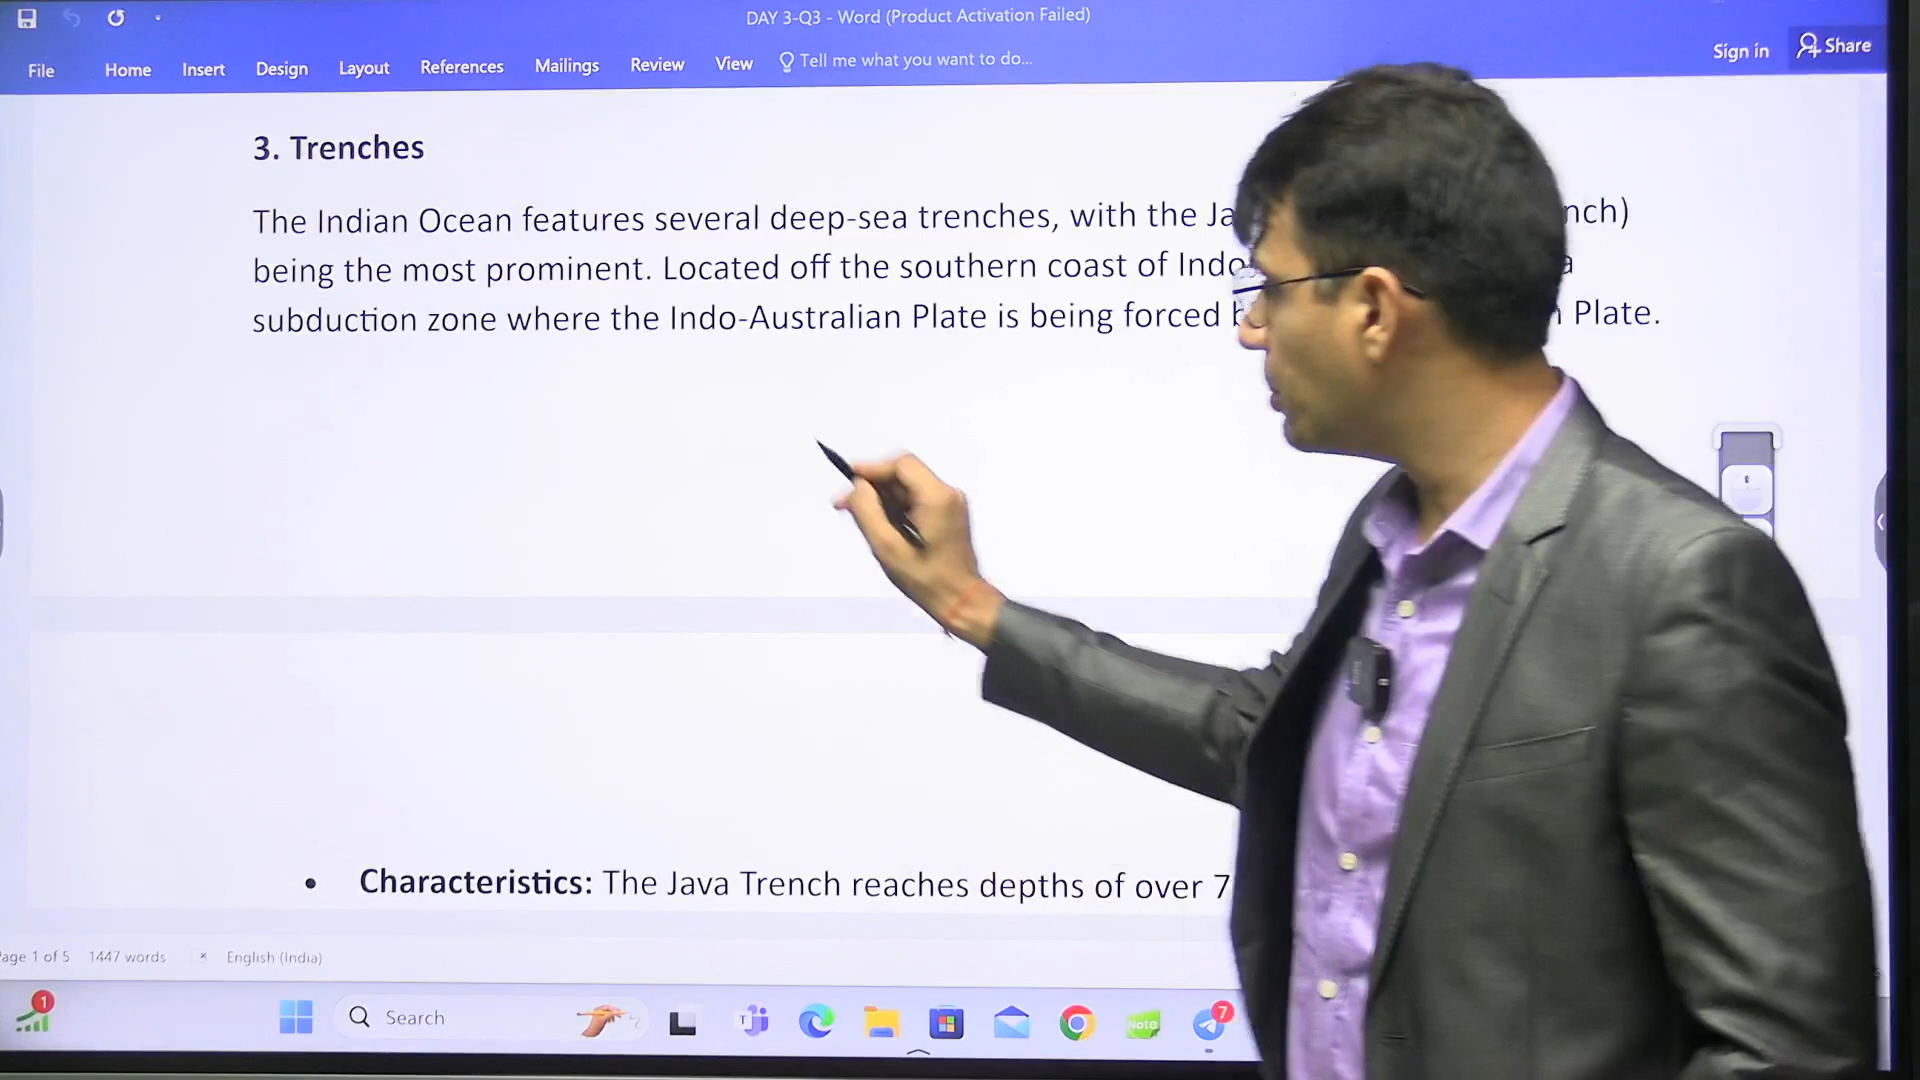 DAY 3-Q3 - Word (Product Activation Failed)
File Home Insert Design Layout References Mailings Review View Tell me what you want to do... Sign in Share
3. Trenches
The Indian Ocean features several deep-sea trenches, with the Ja nch)
being the most prominent. Located off the southern coast of Indo a
subduction zone where the Indo-Australian Plate is being forced b n Plate.
• Characteristics: The Java Trench reaches depths of over 7
age 1 of 5 1447 words English (India)
1 Search Note 7